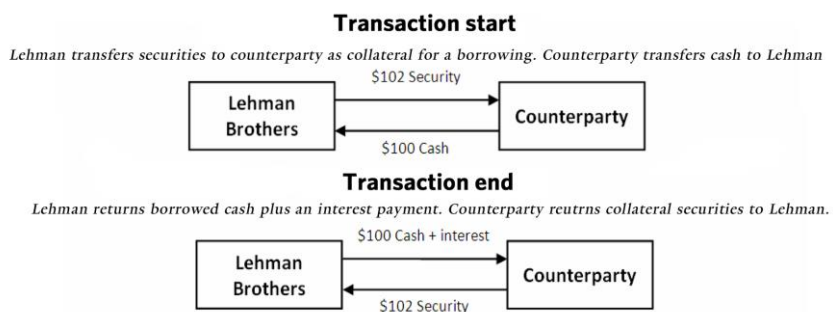 Transaction start
Lehman transfers securities to counterparty as collateral for a borrowing. Counterparty transfers cash to Lehman
$102 Security
Lehman
Brothers
Counterparty
$100 Cash
Transaction end
Lehman returns borrowed cash plus an interest payment. Counterparty reutrns collateral securities to Lehman.
$100 Cash + interest
Lehman
Brothers
Counterparty
$102 Security